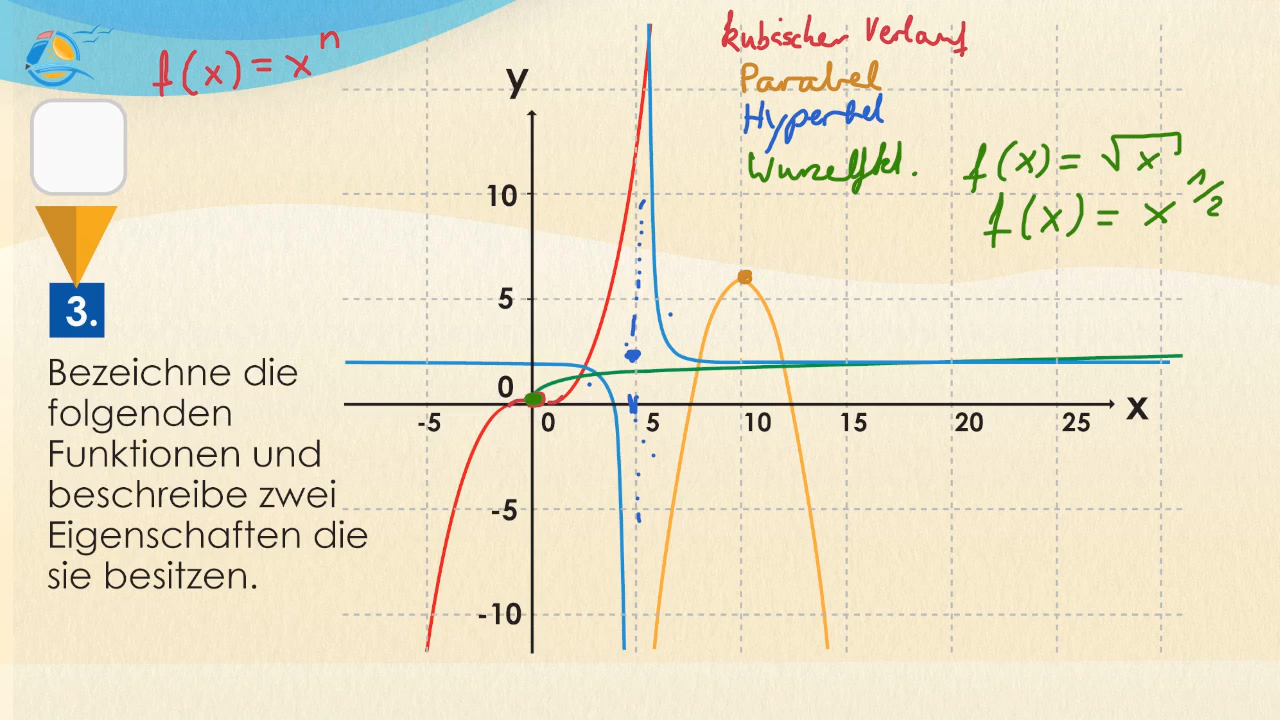 f(x) = x^n
kubischer Verlauf
Parabel
Hyperbel
Wurzelfkt. f(x) = √x
f(x) = x^1/2
y
10
5
0
-5
-10
-5 0 5 10 15 20 25 x
3.
Bezeichne die
folgenden
Funktionen und
beschreibe zwei
Eigenschaften die
sie besitzen.